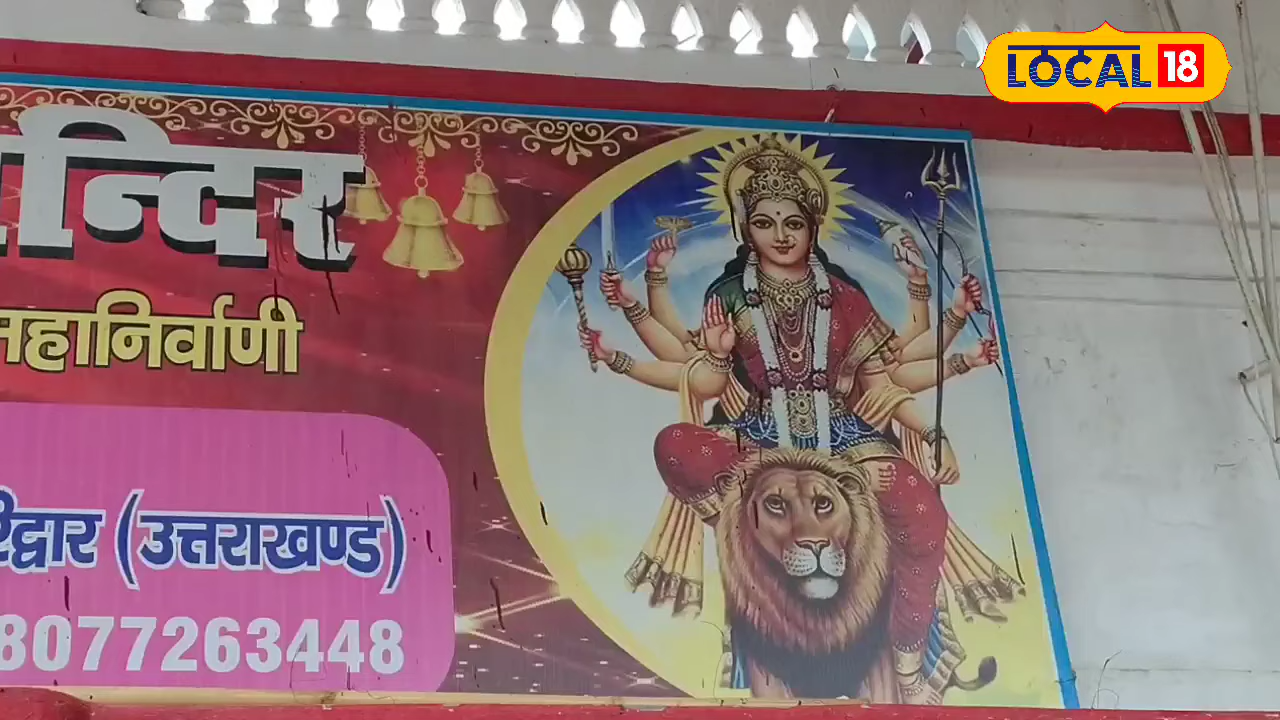 LOCAL 18
न्दिर
महानिर्वाणी
रिद्वार (उत्तराखण्ड)
8077263448